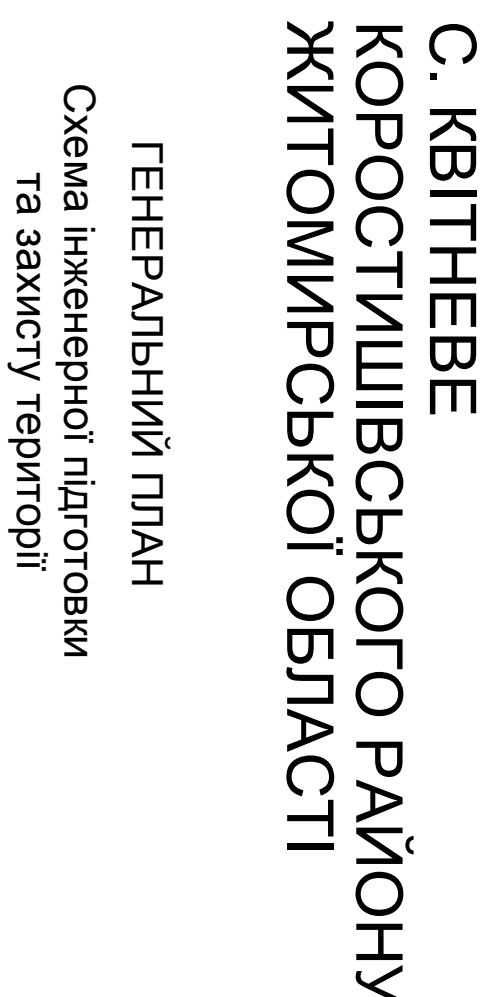 С. КВІТНЕВЕ
КОРОСТИШІВСЬКОГО РАЙОНУ
ЖИТОМИРСЬКОЇ ОБЛАСТІ
ГЕНЕРАЛЬНИЙ ПЛАН
Схема інженерної підготовки
та захисту території